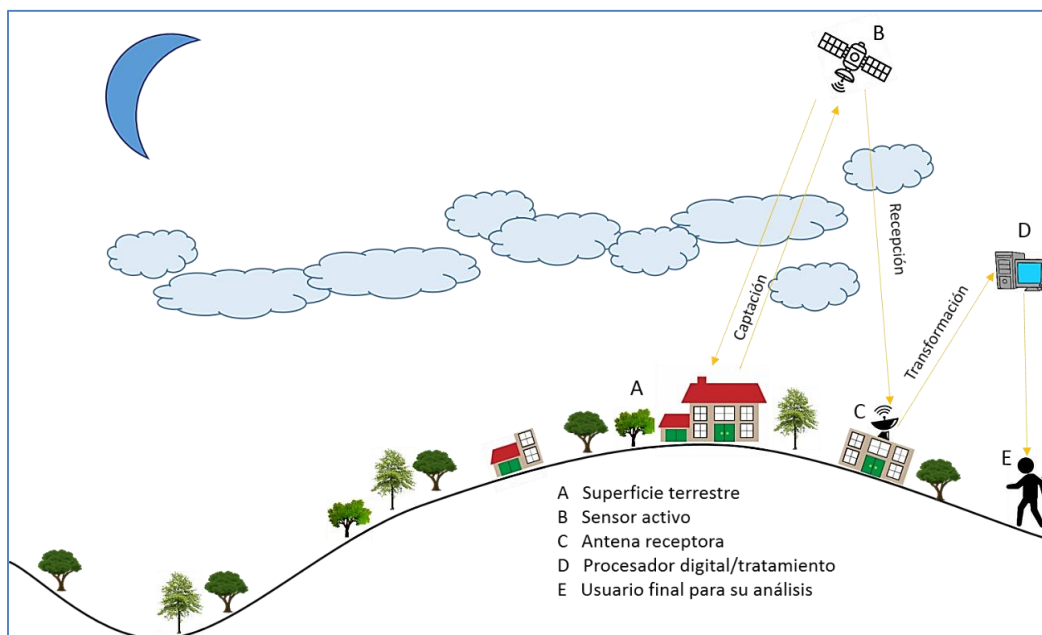 B
Recepción
D
Captación
Transformación
A
C
E
A Superficie terrestre
B Sensor activo
C Antena receptora
D Procesador digital/tratamiento
E Usuario final para su análisis